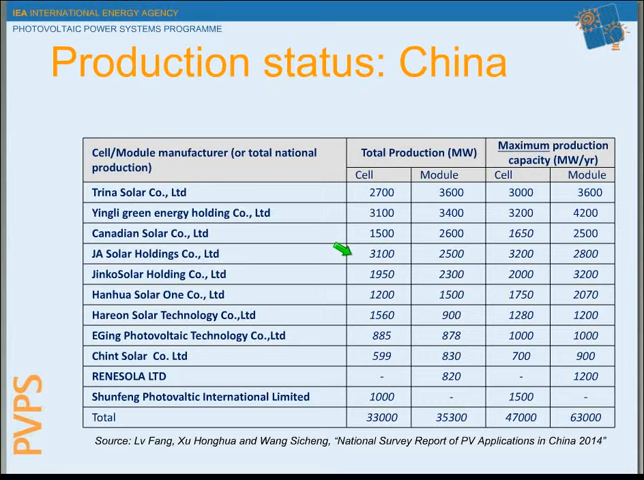 IEA INTERNATIONAL ENERGY AGENCY
PHOTOVOLTAIC POWER SYSTEMS PROGRAMME
Production status: China
Cell/Module manufacturer (or total national production) Total Production (MW) Maximum production capacity (MW/yr)
Cell Module Cell Module
Trina Solar Co., Ltd 2700 3600 3000 3600
Yingli green energy holding Co., Ltd 3100 3400 3200 4200
Canadian Solar Co., Ltd 1500 2600 1650 2500
JA Solar Holdings Co., Ltd 3100 2500 3200 2800
JinkoSolar Holding Co., Ltd 1950 2300 2000 3200
Hanhua Solar One Co., Ltd 1200 1500 1750 2070
Hareon Solar Technology Co.,Ltd 1560 900 1280 1200
EGing Photovoltaic Technology Co.,Ltd 885 878 1000 1000
Chint Solar Co. Ltd 599 830 700 900
RENESOLA LTD - 820 - 1200
Shunfeng Photovaltic International Limited 1000 - 1500 -
Total 33000 35300 47000 63000
Source: Lv Fang, Xu Honghua and Wang Sicheng, "National Survey Report of PV Applications in China 2014"
PVPS